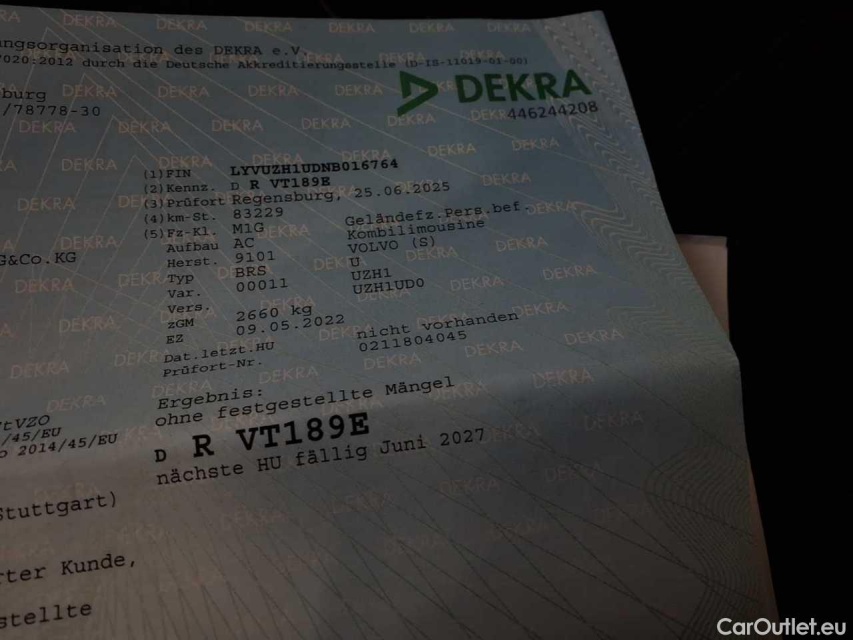 ngsorganisation des DEKRA e.V.
7020:2012 durch die Deutsche Akkreditierungsstelle (D-IS-11019-01-00)
DEKRA
446244208
burg
/78778-30
(1)FIN LYVUZH1UDNB016764
(2)Kennz. D R VT189E
(3)Prüfort Regensburg, 25.06.2025
(4)km-St. 83229
(5)Fz-Kl. M1G Geländefz.Pers.bef.
Aufbau AC Kombilimousine
Herst. 9101 VOLVO (S)
Typ BRS U
Var. 00011 UZH1
Vers. UZH1UD0
zGM 2660 kg
EZ 09.05.2022
Dat.letzt.HU nicht vorhanden
Prüfort-Nr. 0211804045
G&Co.KG
Ergebnis:
ohne festgestellte Mängel
D R VT189E
nächste HU fällig Juni 2027
tVZO
/45/EU
2014/45/EU
Stuttgart)
rter Kunde,
stellte
CarOutlet.eu